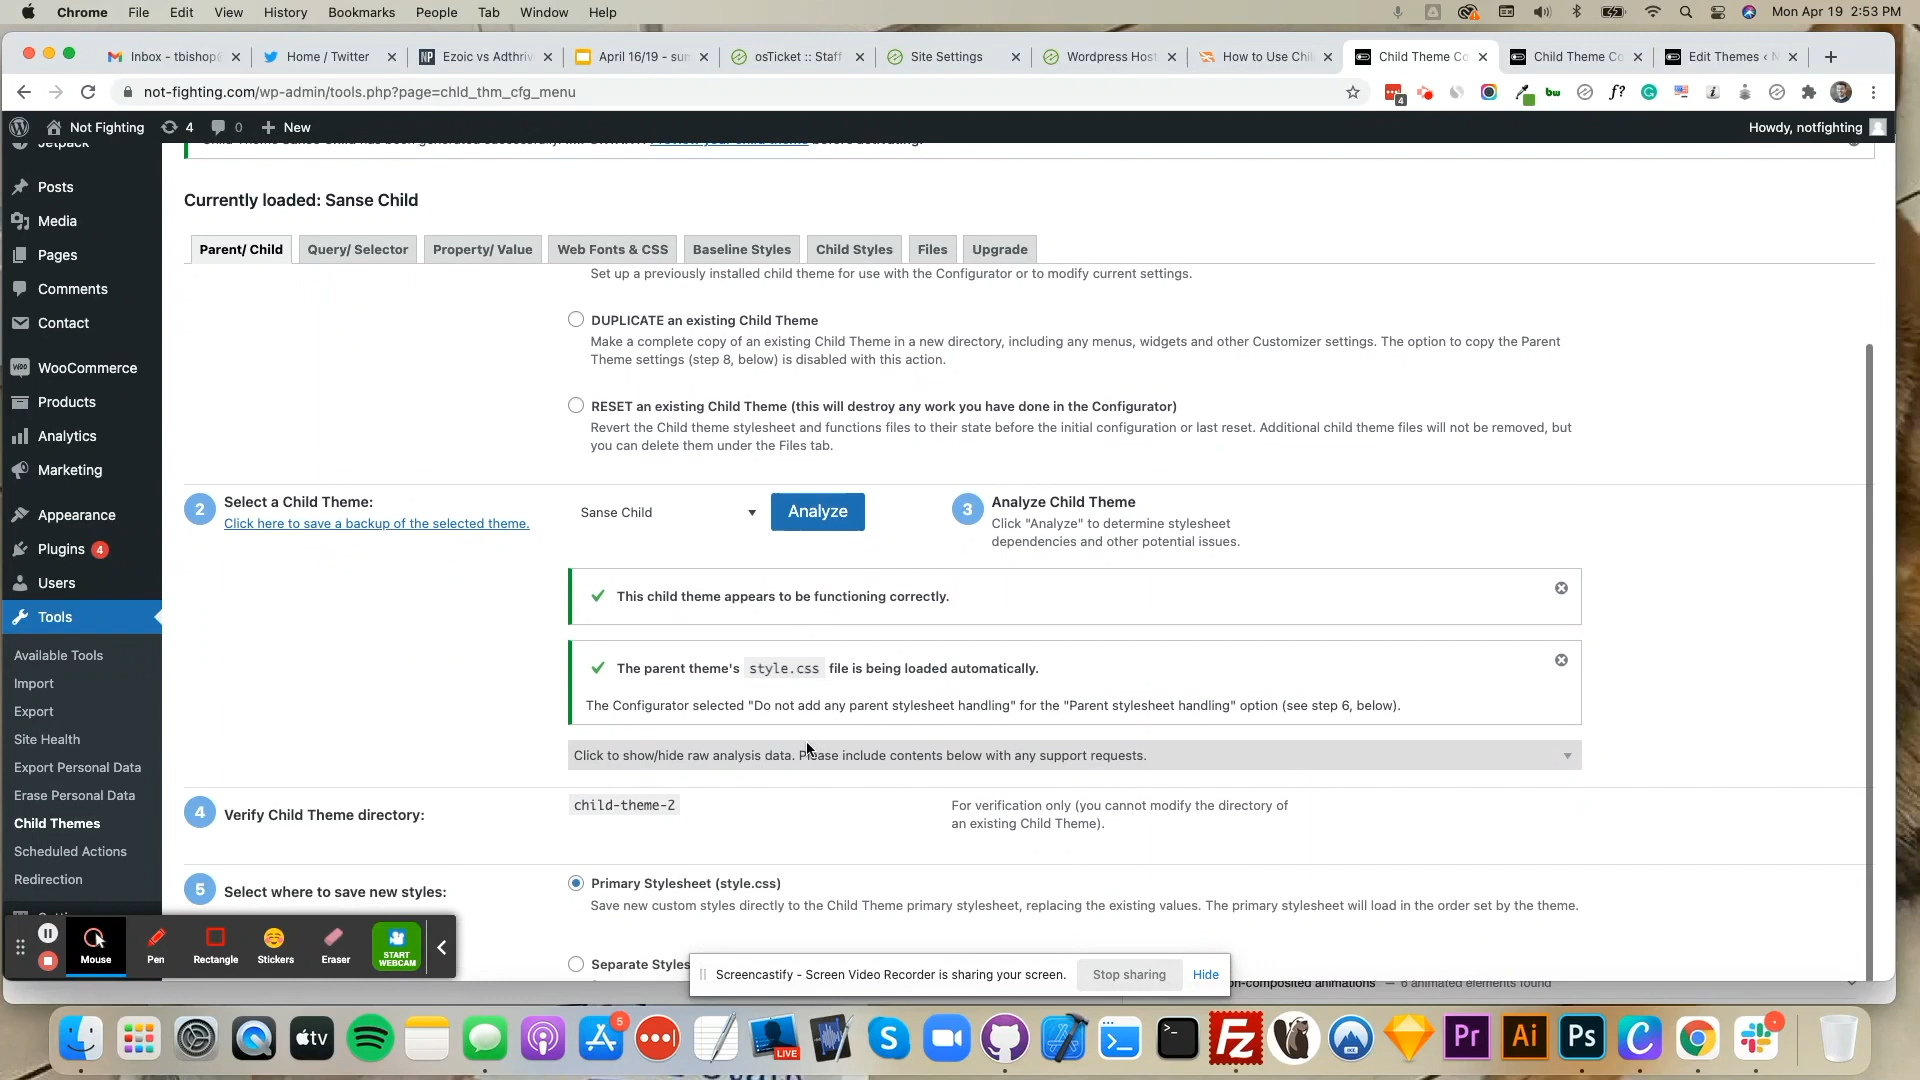 Chrome File Edit View History Bookmarks People Tab Window Help Mon Apr 19 2:53 PM
Inbox - tbishop@ Home / Twitter Ezoic vs Adthriv April 16/19 - sum osTicket :: Staff Site Settings Wordpress Host How to Use Chil Child Theme Co Child Theme Co Edit Themes ‹ N
not-fighting.com/wp-admin/tools.php?page=chld_thm_cfg_menu
Not Fighting 4 0 New Howdy, notfighting
Jetpack
Posts
Media
Pages
Comments
Contact
WooCommerce
Products
Analytics
Marketing
Appearance
Plugins 4
Users
Tools
Available Tools
Import
Export
Site Health
Export Personal Data
Erase Personal Data
Child Themes
Scheduled Actions
Redirection
Currently loaded: Sanse Child
Parent/ Child Query/ Selector Property/ Value Web Fonts & CSS Baseline Styles Child Styles Files Upgrade
Set up a previously installed child theme for use with the Configurator or to modify current settings.
DUPLICATE an existing Child Theme
Make a complete copy of an existing Child Theme in a new directory, including any menus, widgets and other Customizer settings. The option to copy the Parent
Theme settings (step 8, below) is disabled with this action.
RESET an existing Child Theme (this will destroy any work you have done in the Configurator)
Revert the Child theme stylesheet and functions files to their state before the initial configuration or last reset. Additional child theme files will not be removed, but
you can delete them under the Files tab.
2 Select a Child Theme:
Click here to save a backup of the selected theme.
Sanse Child Analyze
3 Analyze Child Theme
Click "Analyze" to determine stylesheet
dependencies and other potential issues.
This child theme appears to be functioning correctly.
The parent theme's style.css file is being loaded automatically.
The Configurator selected "Do not add any parent stylesheet handling" for the "Parent stylesheet handling" option (see step 6, below).
Click to show/hide raw analysis data. Please include contents below with any support requests.
4 Verify Child Theme directory:
child-theme-2
For verification only (you cannot modify the directory of
an existing Child Theme).
5 Select where to save new styles:
Primary Stylesheet (style.css)
Save new custom styles directly to the Child Theme primary stylesheet, replacing the existing values. The primary stylesheet will load in the order set by the theme.
Separate Styles
Mouse Pen Rectangle Stickers Eraser START WEBCAM
Screencastify - Screen Video Recorder is sharing your screen. Stop sharing Hide
on-composited animations — 6 animated elements found
tv 5 LIVE Pr Ai Ps